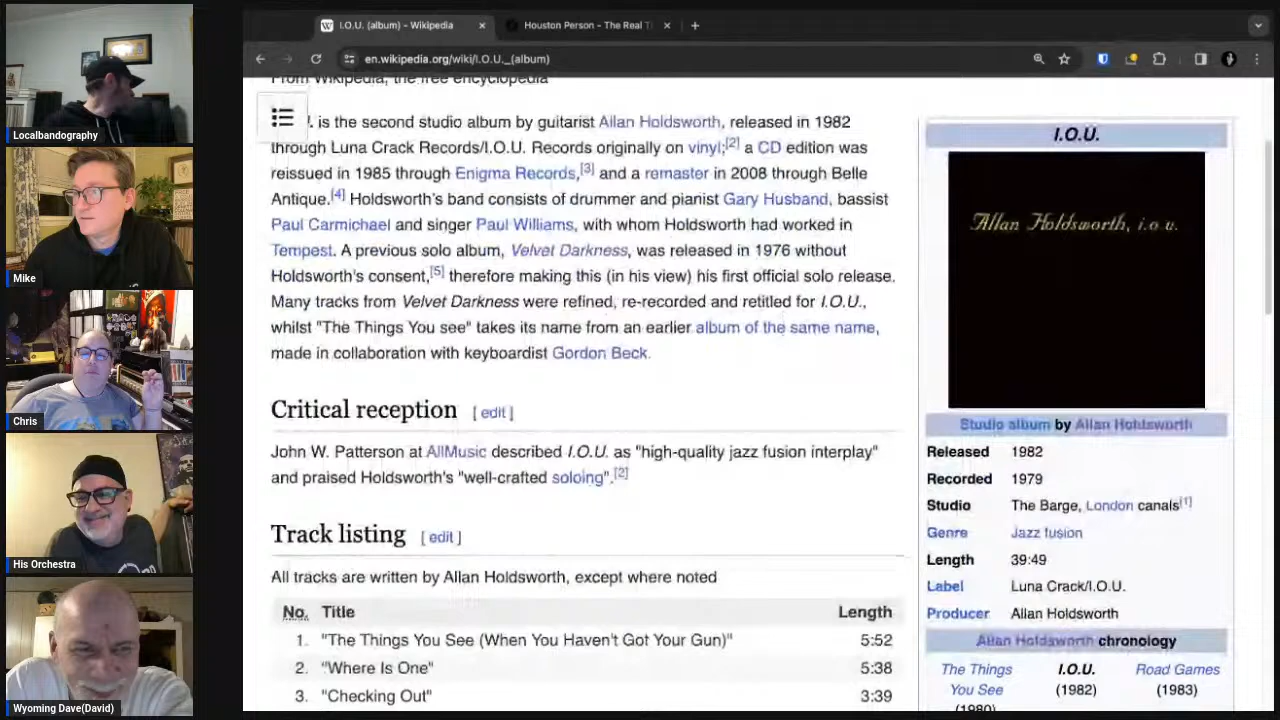 Localbandography
Mike
Chris
His Orchestra
Wyoming Dave(David)
I.O.U. (album) - Wikipedia
Houston Person - The Real T
en.wikipedia.org/wiki/I.O.U._(album)
From Wikipedia, the free encyclopedia
is the second studio album by guitarist Allan Holdsworth, released in 1982
through Luna Crack Records/I.O.U. Records originally on vinyl;[2] a CD edition was
reissued in 1985 through Enigma Records,[3] and a remaster in 2008 through Belle
Antique.[4] Holdsworth's band consists of drummer and pianist Gary Husband, bassist
Paul Carmichael and singer Paul Williams, with whom Holdsworth had worked in
Tempest. A previous solo album, Velvet Darkness, was released in 1976 without
Holdsworth's consent,[5] therefore making this (in his view) his first official solo release.
Many tracks from Velvet Darkness were refined, re-recorded and retitled for I.O.U.,
whilst "The Things You see" takes its name from an earlier album of the same name,
made in collaboration with keyboardist Gordon Beck.
Critical reception [ edit ]
John W. Patterson at AllMusic described I.O.U. as "high-quality jazz fusion interplay"
and praised Holdsworth's "well-crafted soloing".[2]
Track listing [ edit ]
All tracks are written by Allan Holdsworth, except where noted
No. Title Length
1. "The Things You See (When You Haven't Got Your Gun)" 5:52
2. "Where Is One" 5:38
3. "Checking Out" 3:39
I.O.U.
Allan Holdsworth, i.o.u.
Studio album by Allan Holdsworth
Released 1982
Recorded 1979
Studio The Barge, London canals[1]
Genre Jazz fusion
Length 39:49
Label Luna Crack/I.O.U.
Producer Allan Holdsworth
Allan Holdsworth chronology
The Things You See (1980)
I.O.U. (1982)
Road Games (1983)